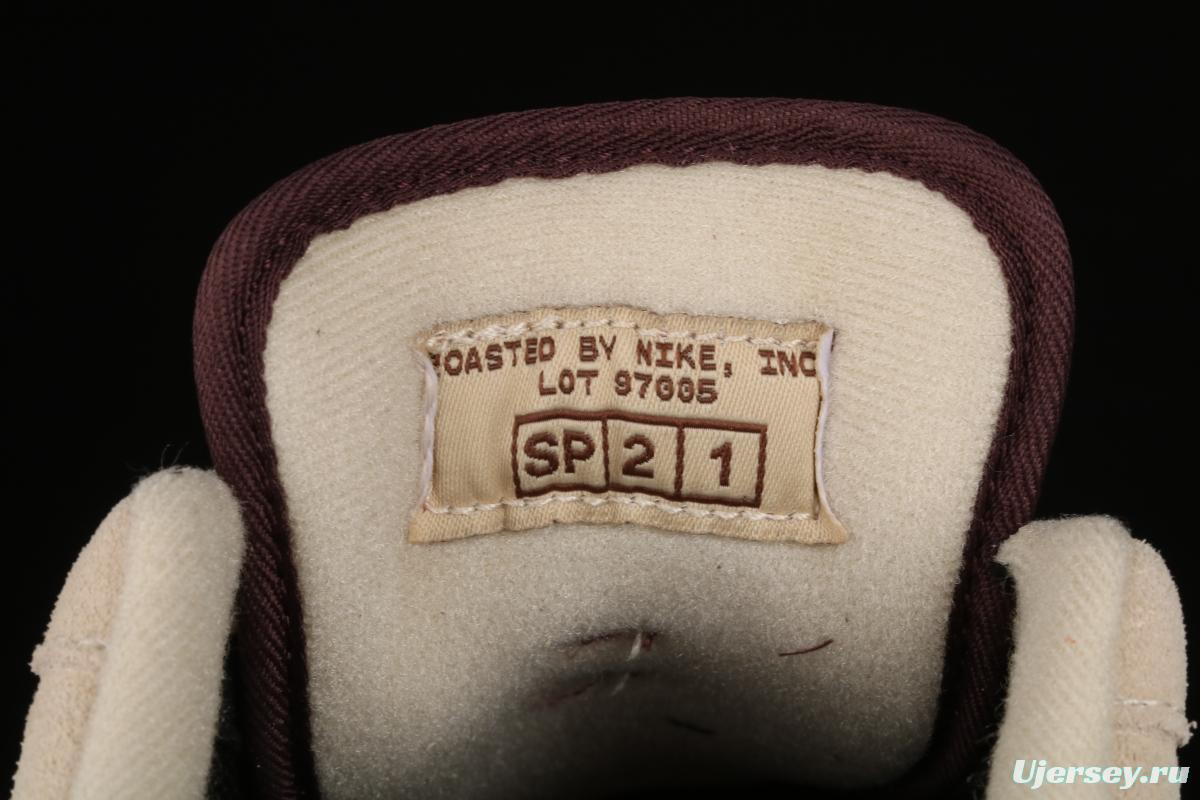 ROASTED BY NIKE, INC
LOT 97005
SP 2 1
Ujersey.ru